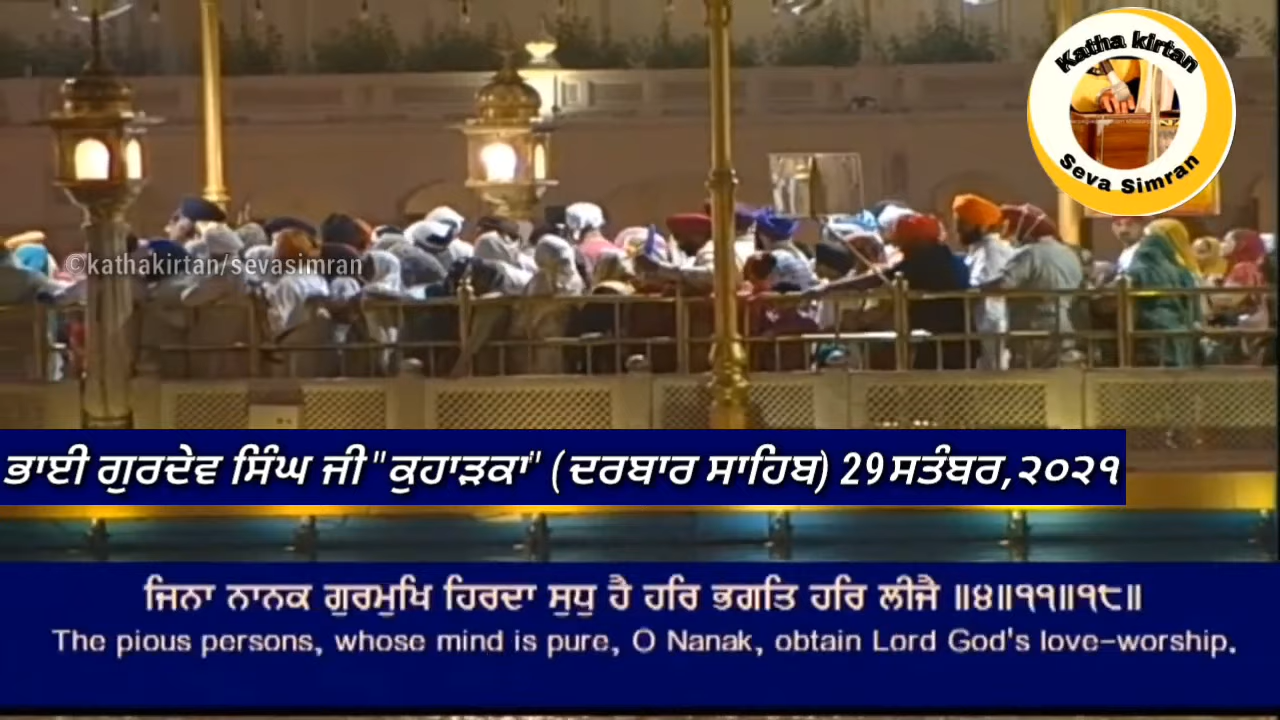 Katha kirtan
Seva Simran
©kathakirtan/sevasimran
ਭਾਈ ਗੁਰਦੇਵ ਸਿੰਘ ਜੀ "ਕੁਹਾੜਕਾ" (ਦਰਬਾਰ ਸਾਹਿਬ) 29 ਸਤੰਬਰ,੨੦੨੧
ਜਿਨਾ ਨਾਨਕ ਗੁਰਮੁਖਿ ਹਿਰਦਾ ਸੁਧੁ ਹੈ ਹਰਿ ਭਗਤਿ ਹਰਿ ਲੀਜੈ ॥੪॥੧੧॥੧੮॥
The pious persons, whose mind is pure, O Nanak, obtain Lord God's love-worship.